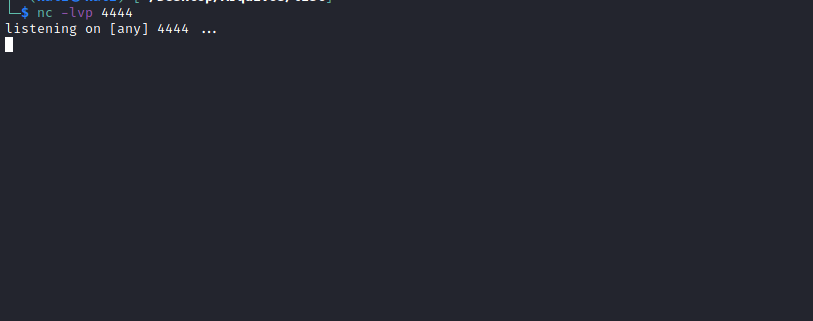 └─$ nc -lvp 4444
listening on [any] 4444 ...